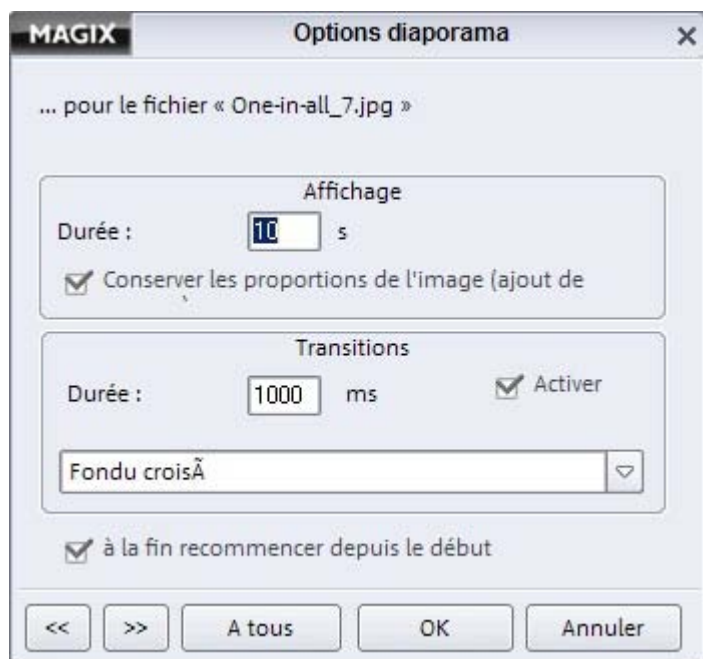 MAGIX Options diaporama
... pour le fichier « One-in-all_7.jpg »
Affichage
Durée : 10 s
Conserver les proportions de l'image (ajout de
Transitions
Durée : 1000 ms Activer
Fondu croisÃ
à la fin recommencer depuis le début
<< >> A tous OK Annuler